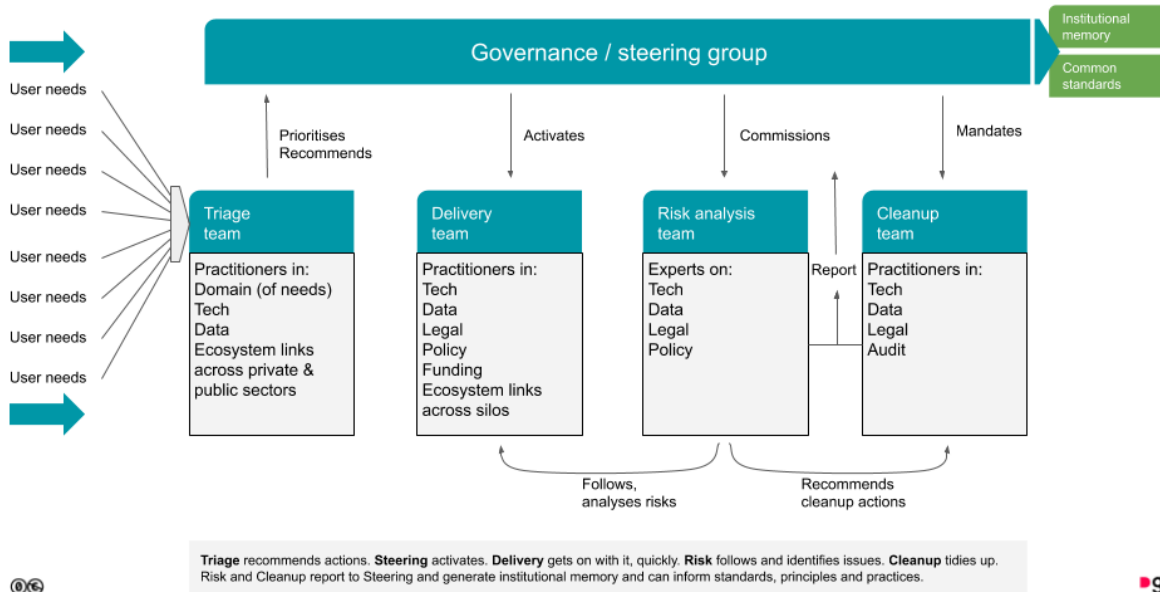 Governance / steering group
Institutional
memory
Common
standards
User needs
User needs
User needs
User needs
User needs
User needs
User needs
User needs
Prioritises
Recommends
Activates
Commissions
Mandates
Triage
team
Practitioners in:
Domain (of needs)
Tech
Data
Ecosystem links
across private &
public sectors
Delivery
team
Practitioners in:
Tech
Data
Legal
Policy
Funding
Ecosystem links
across silos
Risk analysis
team
Experts on:
Tech
Data
Legal
Policy
Report
Cleanup
team
Practitioners in:
Tech
Data
Legal
Audit
Follows,
analyses risks
Recommends
cleanup actions
Triage recommends actions. Steering activates. Delivery gets on with it, quickly. Risk follows and identifies issues. Cleanup tidies up.
Risk and Cleanup report to Steering and generate institutional memory and can inform standards, principles and practices.